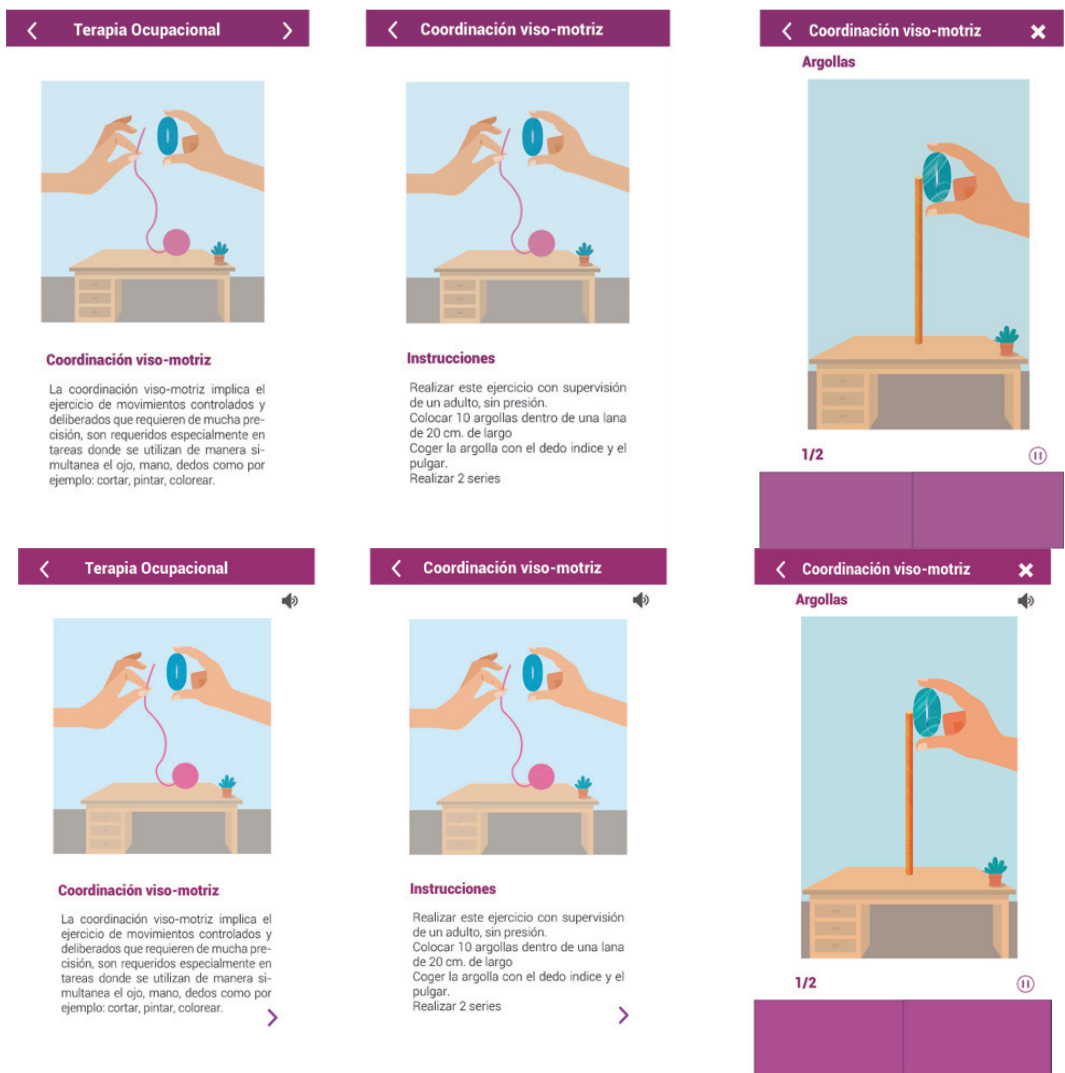 Terapia Ocupacional
Coordinación viso-motriz
La coordinación viso-motriz implica el
ejercicio de movimientos controlados y
deliberados que requieren de mucha pre-
cisión, son requeridos especialmente en
tareas donde se utilizan de manera si-
multanea el ojo, mano, dedos como por
ejemplo: cortar, pintar, colorear.
Coordinación viso-motriz
Instrucciones
Realizar este ejercicio con supervisión
de un adulto, sin presión.
Colocar 10 argollas dentro de una lana
de 20 cm. de largo
Coger la argolla con el dedo indice y el
pulgar.
Realizar 2 series
Coordinación viso-motriz
Argollas
1/2
Terapia Ocupacional
Coordinación viso-motriz
La coordinación viso-motriz implica el
ejercicio de movimientos controlados y
deliberados que requieren de mucha pre-
cisión, son requeridos especialmente en
tareas donde se utilizan de manera si-
multanea el ojo, mano, dedos como por
ejemplo: cortar, pintar, colorear.
Coordinación viso-motriz
Instrucciones
Realizar este ejercicio con supervisión
de un adulto, sin presión.
Colocar 10 argollas dentro de una lana
de 20 cm. de largo
Coger la argolla con el dedo indice y el
pulgar.
Realizar 2 series
Coordinación viso-motriz
Argollas
1/2